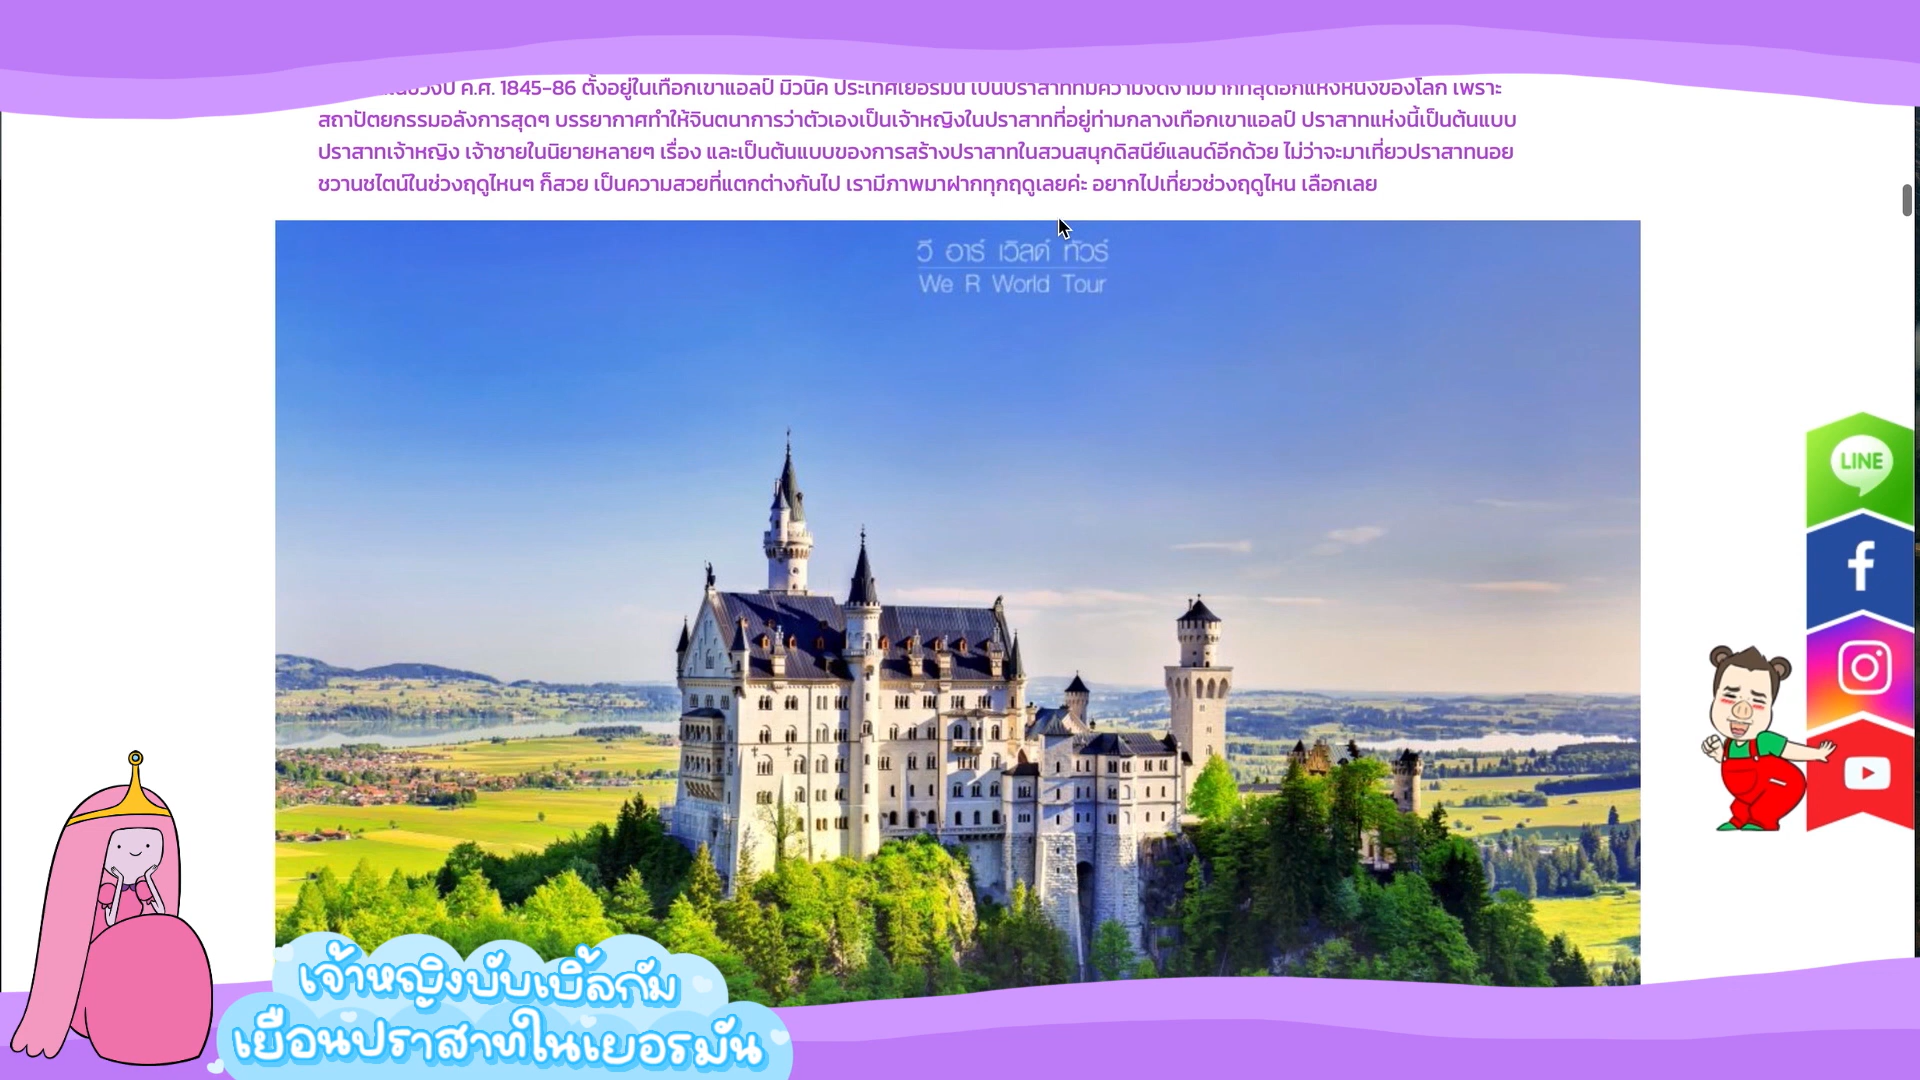 ค.ศ. 1845-86 ตั้งอยู่ในเทือกเขาแอลป์ มิวนิค ประเทศเยอรมัน เป็นปราสาทที่มีความงดงามมากที่สุดอีกแห่งหนึ่งของโลก เพราะ
สถาปัตยกรรมอลังการสุดๆ บรรยากาศทำให้จินตนาการว่าตัวเองเป็นเจ้าหญิงในปราสาทที่อยู่ท่ามกลางเทือกเขาแอลป์ ปราสาทแห่งนี้เป็นต้นแบบ
ปราสาทเจ้าหญิง เจ้าชายในนิยายหลายๆ เรื่อง และเป็นต้นแบบของการสร้างปราสาทในสวนสนุกดิสนีย์แลนด์อีกด้วย ไม่ว่าจะมาเที่ยวปราสาทนอย
ชวานชไตน์ในช่วงฤดูไหนๆ ก็สวย เป็นความสวยที่แตกต่างกันไป เรามีภาพมาฝากทุกฤดูเลยค่ะ อยากไปเที่ยวช่วงฤดูไหน เลือกเลย
วี อาร์ เวิลด์ ทัวร์
We R World Tour
LINE
เจ้าหญิงบับเบิ้ลกัม
เยือนปราสาทในเยอรมัน